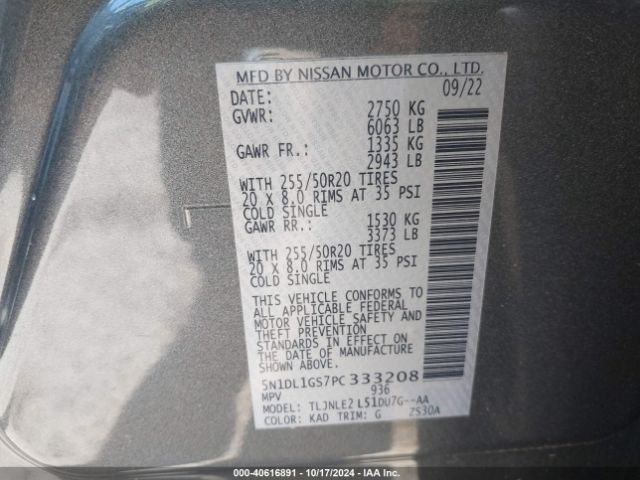 MFD BY NISSAN MOTOR CO., LTD.
DATE: 09/22
GVWR: 2750 KG
6063 LB
GAWR FR.: 1335 KG
2943 LB
WITH 255/50R20 TIRES
20 x 8.0 RIMS AT 35 PSI
COLD SINGLE
GAWR RR.: 1530 KG
3373 LB
WITH 255/50R20 TIRES
20 x 8.0 RIMS AT 35 PSI
COLD SINGLE
THIS VEHICLE CONFORMS TO
ALL APPLICABLE FEDERAL
MOTOR VEHICLE SAFETY AND
THEFT PREVENTION
STANDARDS IN EFFECT ON
THE DATE OF MANUFACTURE
SHOWN ABOVE.
5N1DL1GS7PC333208
MPV 936
MODEL: TLJNLE2 L51DU7G--AA
COLOR: KAD TRIM: G ZS30A
000-40616891 - 10/17/2024 - IAA Inc.